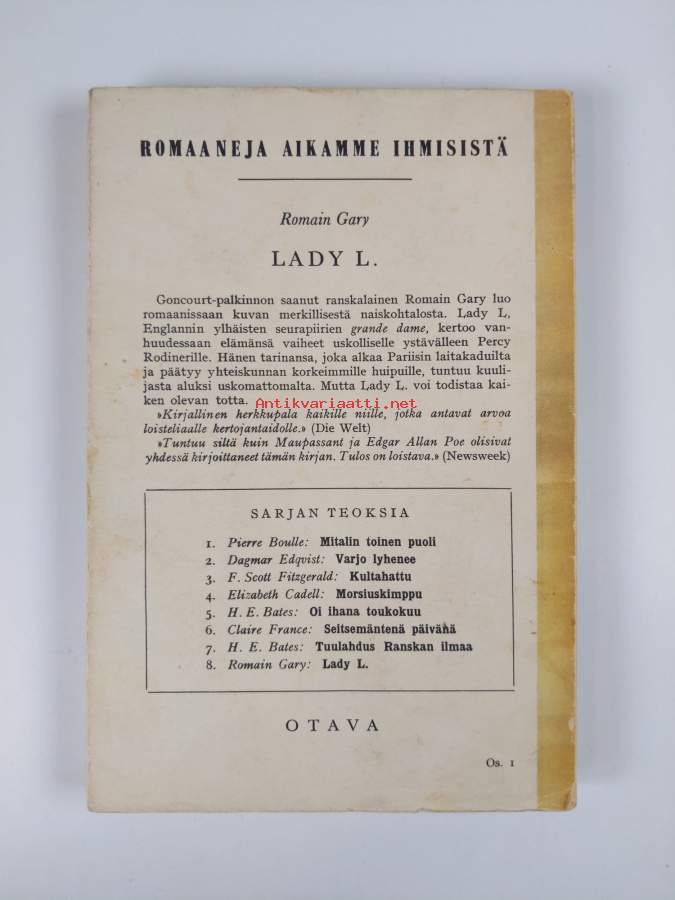 ROMAANEJA AIKAMME IHMISISTÄ
Romain Gary
LADY L.
Goncourt-palkinnon saanut ranskalainen Romain Gary luo
romaanissaan kuvan merkillisestä naiskohtalosta. Lady L,
Englannin ylhäisten seurapiirien grande dame, kertoo van-
huudessaan elämänsä vaiheet uskolliselle ystävälleen Percy
Rodinerille. Hänen tarinansa, joka alkaa Pariisin laitakaduilta
ja päätyy yhteiskunnan korkeimmille huipuille, tuntuu kuuli-
jasta aluksi uskomattomalta. Mutta Lady L. voi todistaa kai-
ken olevan totta.
Antikvariaatti.net
»Kirjallinen herkkupala kaikille niille, jotka antavat arvoa
loisteliaalle kertojantaidolle.» (Die Welt)
»Tuntuu siltä kuin Maupassant ja Edgar Allan Poe olisivat
yhdessä kirjoittaneet tämän kirjan. Tulos on loistava.» (Newsweek)
SARJAN TEOKSIA
1. Pierre Boulle: Mitalin toinen puoli
2. Dagmar Edqvist: Varjo lyhenee
3. F. Scott Fitzgerald: Kultahattu
4. Elizabeth Cadell: Morsiuskimppu
5. H. E. Bates: Oi ihana toukokuu
6. Claire France: Seitsemäntenä päivänä
7. H. E. Bates: Tuulahdus Ranskan ilmaa
8. Romain Gary: Lady L.
OTAVA
Os. 1